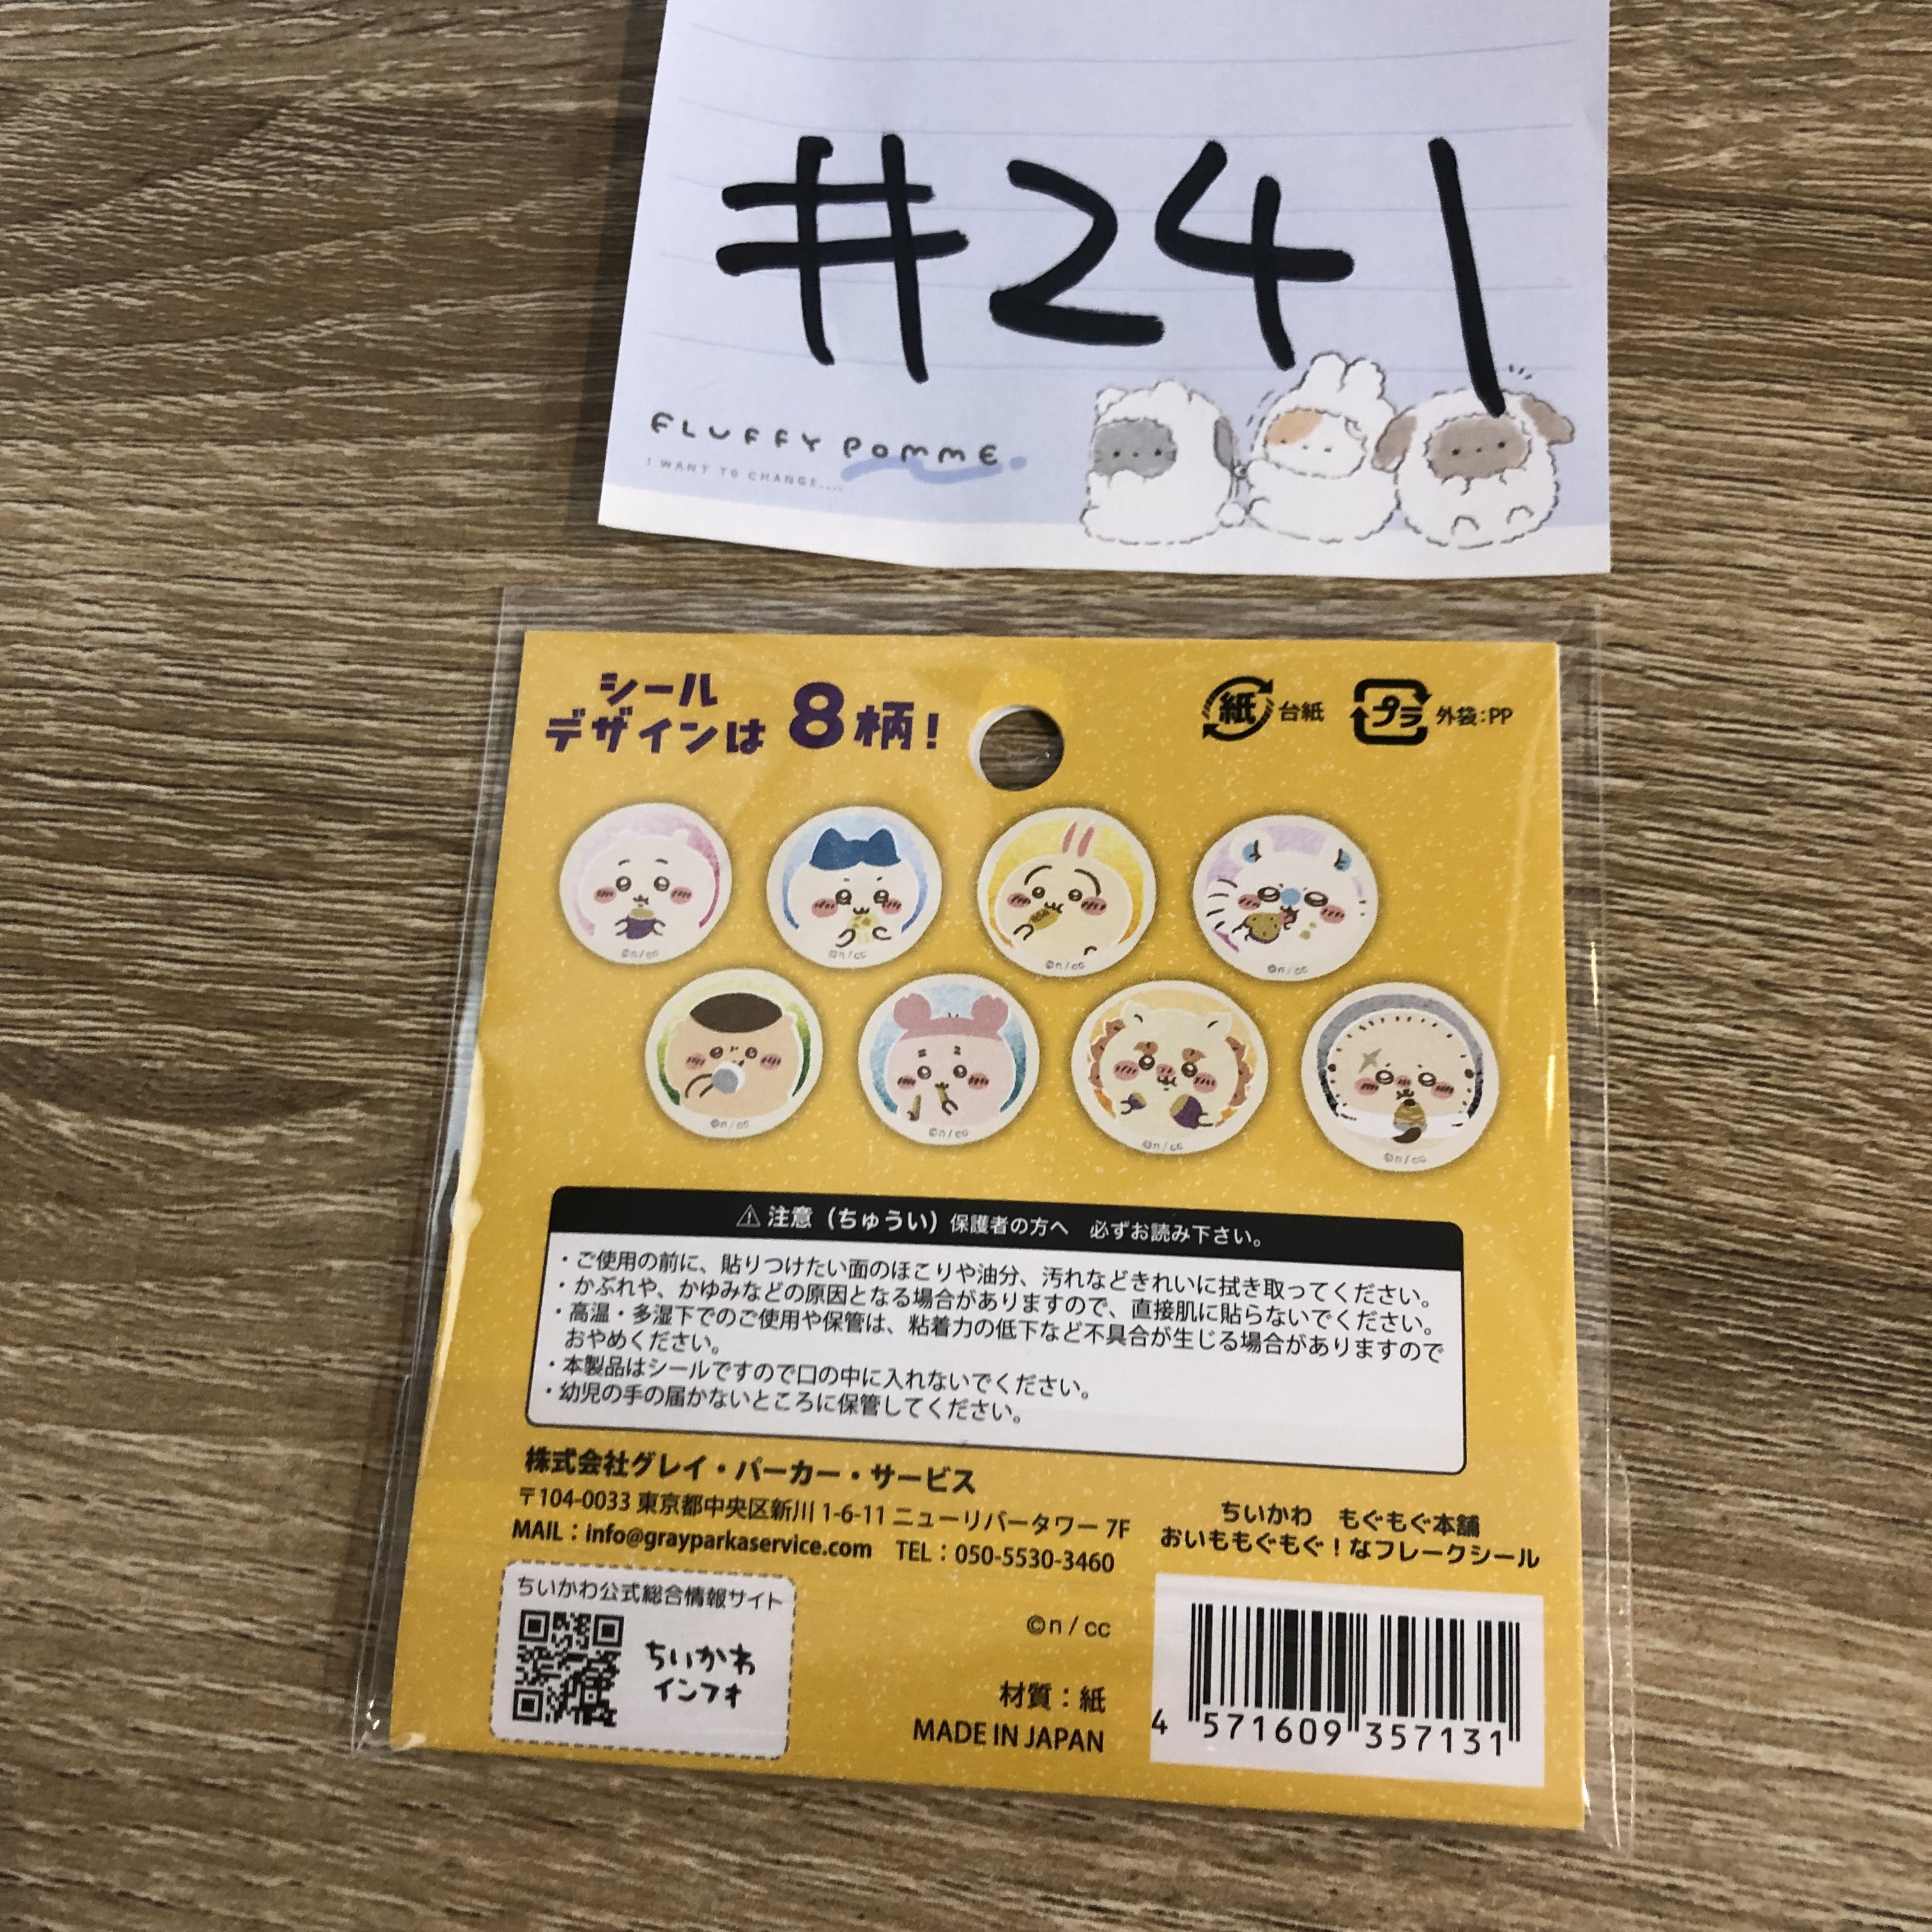 #241
FLUFFY POMME
I WANT TO CHANGE....
シール
デザインは 8柄!
紙 台紙 プラ 外袋:PP
©n/cc ©n/cc ©n/cc ©n/cc
©n/cc ©n/cc ©n/cc ©n/cc
⚠ 注意(ちゅうい)保護者の方へ 必ずお読み下さい。
・ご使用の前に、貼りつけたい面のほこりや油分、汚れなどきれいに拭き取ってください。
・かぶれや、かゆみなどの原因となる場合がありますので、直接肌に貼らないでください。
・高温・多湿下でのご使用や保管は、粘着力の低下など不具合が生じる場合がありますので
おやめください。
・本製品はシールですので口の中に入れないでください。
・幼児の手の届かないところに保管してください。
株式会社グレイ・パーカー・サービス
〒104-0033 東京都中央区新川 1-6-11 ニューリバータワー 7F
MAIL:info@grayparkaservice.com TEL:050-5530-3460
ちいかわ もぐもぐ本舗
おいももぐもぐ!なフレークシール
ちいかわ公式総合情報サイト
ちいかわ
インフォ
©n/cc
材質:紙
MADE IN JAPAN
4 571609 357131